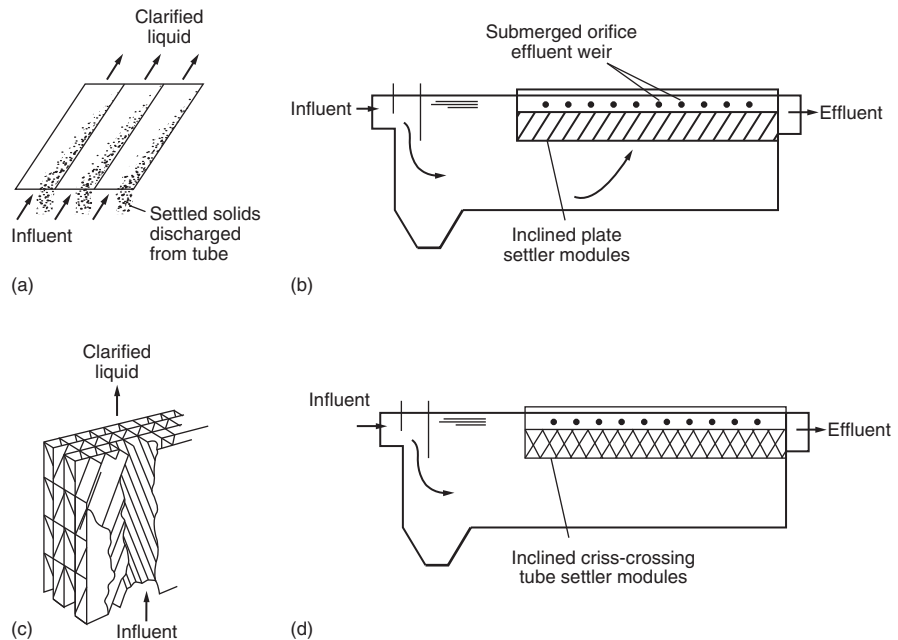 Clarified
liquid
Influent
Settled solids
discharged
from tube
(a)
Submerged orifice
effluent weir
Influent
Effluent
Inclined plate
settler modules
(b)
Clarified
liquid
Influent
(c)
Influent
Effluent
Inclined criss-crossing
tube settler modules
(d)